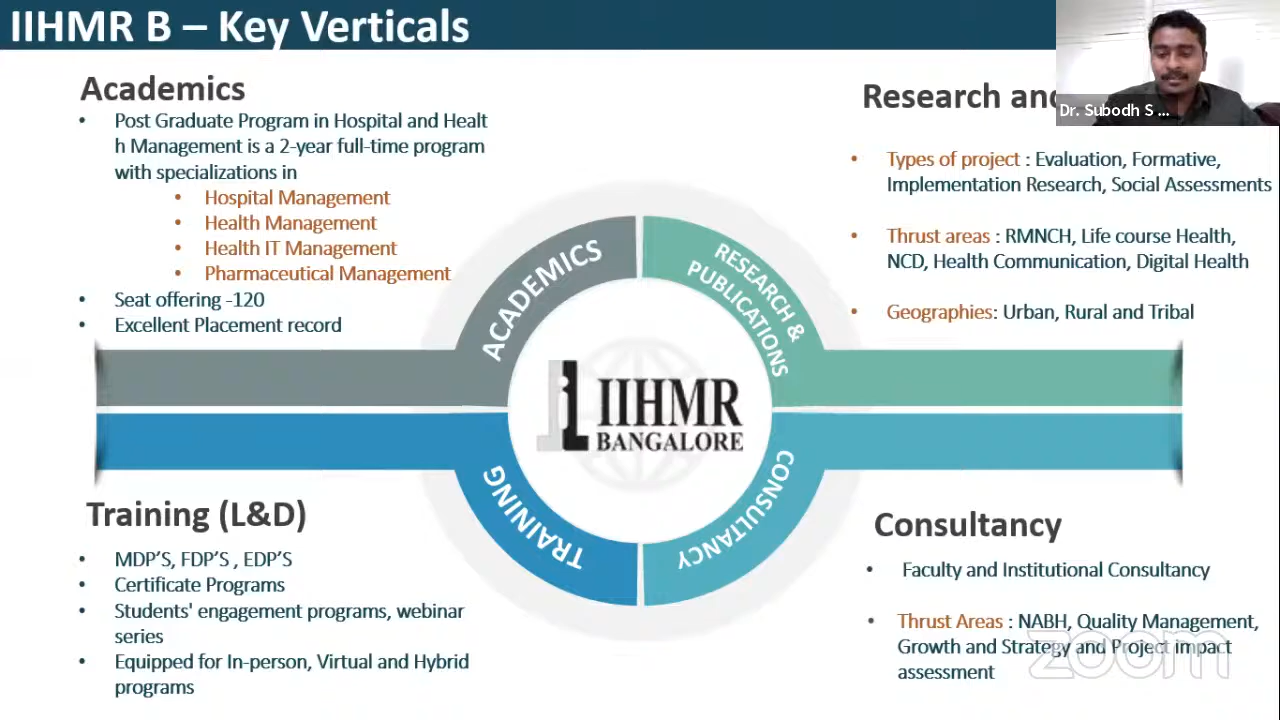 IIHMR B – Key Verticals
Dr. Subodh S ...
Academics
• Post Graduate Program in Hospital and Healt
h Management is a 2-year full-time program
with specializations in
• Hospital Management
• Health Management
• Health IT Management
• Pharmaceutical Management
• Seat offering -120
• Excellent Placement record
Research and
• Types of project : Evaluation, Formative,
Implementation Research, Social Assessments
• Thrust areas : RMNCH, Life course Health,
NCD, Health Communication, Digital Health
• Geographies: Urban, Rural and Tribal
ACADEMICS
RESEARCH &
PUBLICATIONS
IIHMR
BANGALORE
TRAINING
CONSULTANCY
Training (L&D)
• MDP’S, FDP’S , EDP’S
• Certificate Programs
• Students' engagement programs, webinar
series
• Equipped for In-person, Virtual and Hybrid
programs
Consultancy
• Faculty and Institutional Consultancy
• Thrust Areas : NABH, Quality Management,
Growth and Strategy and Project impact
assessment
zoom